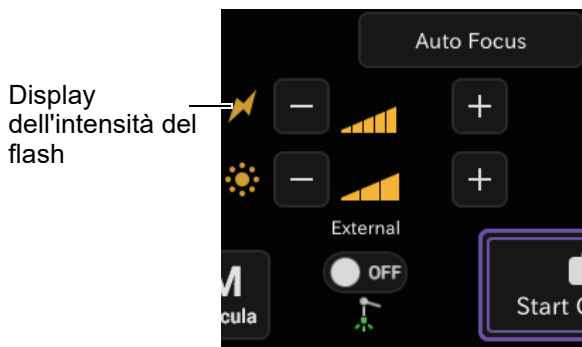 Auto Focus
Display
dell'intensità del
flash
External
OFF
M
cula
Start